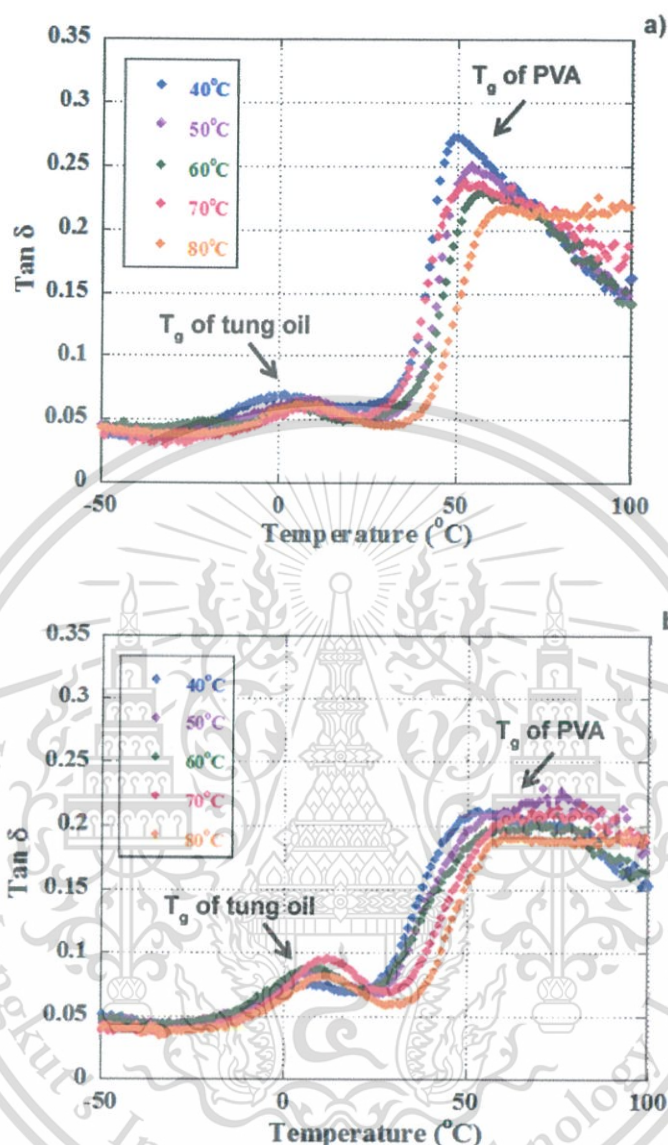 a)
0.35
0.3
0.25
0.2
0.15
0.1
0.05
0
Tan δ
40°C
50°C
60°C
70°C
80°C
Tg of PVA
Tg of tung oil
-50 0 50 100
Temperature (°C)
b
0.35
0.3
0.25
0.2
0.15
0.1
0.05
0
Tan δ
40°C
50°C
60°C
70°C
80°C
Tg of PVA
Tg of tung oil
-50 0 50 100
Temperature (°C)